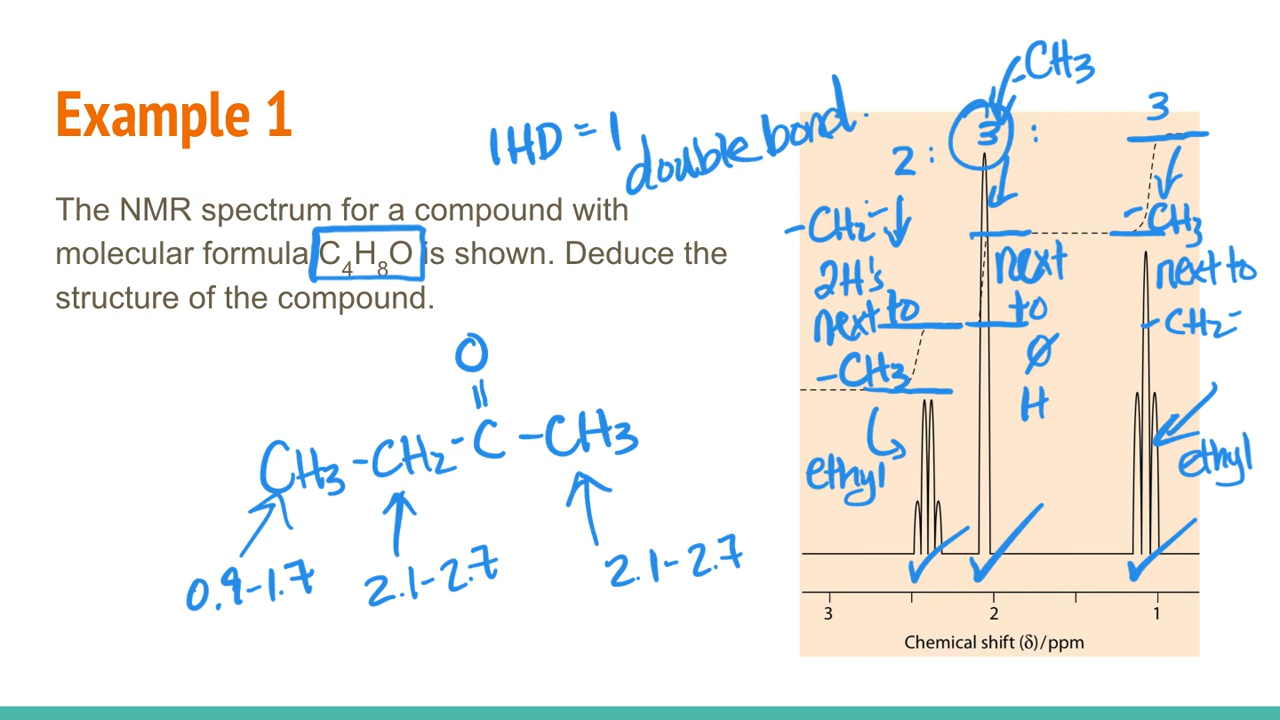 Example 1
IHD = 1
double bond.
The NMR spectrum for a compound with
molecular formula C4H8O is shown. Deduce the
structure of the compound.
O
||
CH3 - CH2 - C - CH3
0.9-1.7
2.1-2.7
2.1-2.7
-CH3
2 : 3 : 3
-CH2-
2H's
next to
-CH3
ethyl
next
to
Ø
H
-CH3
next to
-CH2-
ethyl
3 2 1
Chemical shift (δ)/ppm